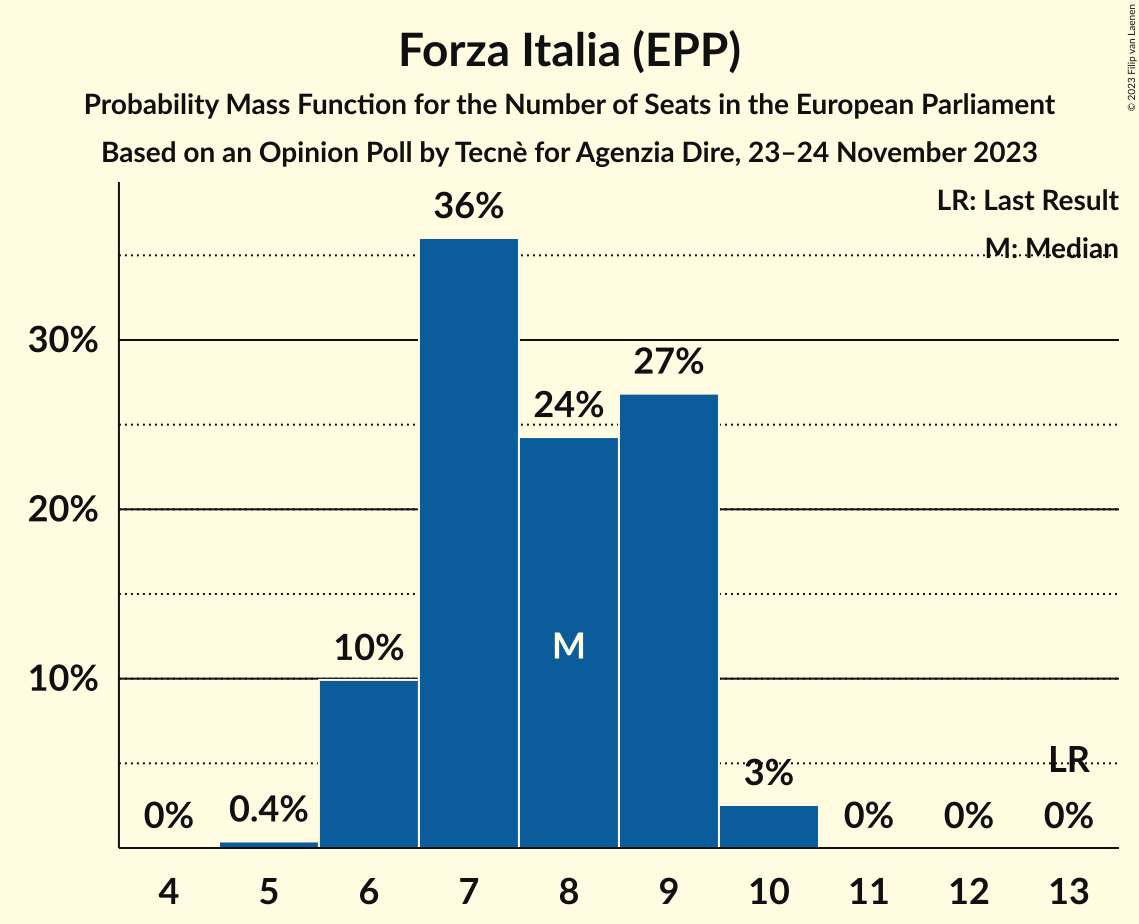 Forza Italia (EPP)
Probability Mass Function for the Number of Seats in the European Parliament
Based on an Opinion Poll by Tecnè for Agenzia Dire, 23–24 November 2023
© 2023 Filip van Laenen
LR: Last Result
M: Median
36%
30%
27%
24%
20%
10%
M
10%
LR
3%
0%
0.4%
0%
0%
0%
4 5 6 7 8 9 10 11 12 13